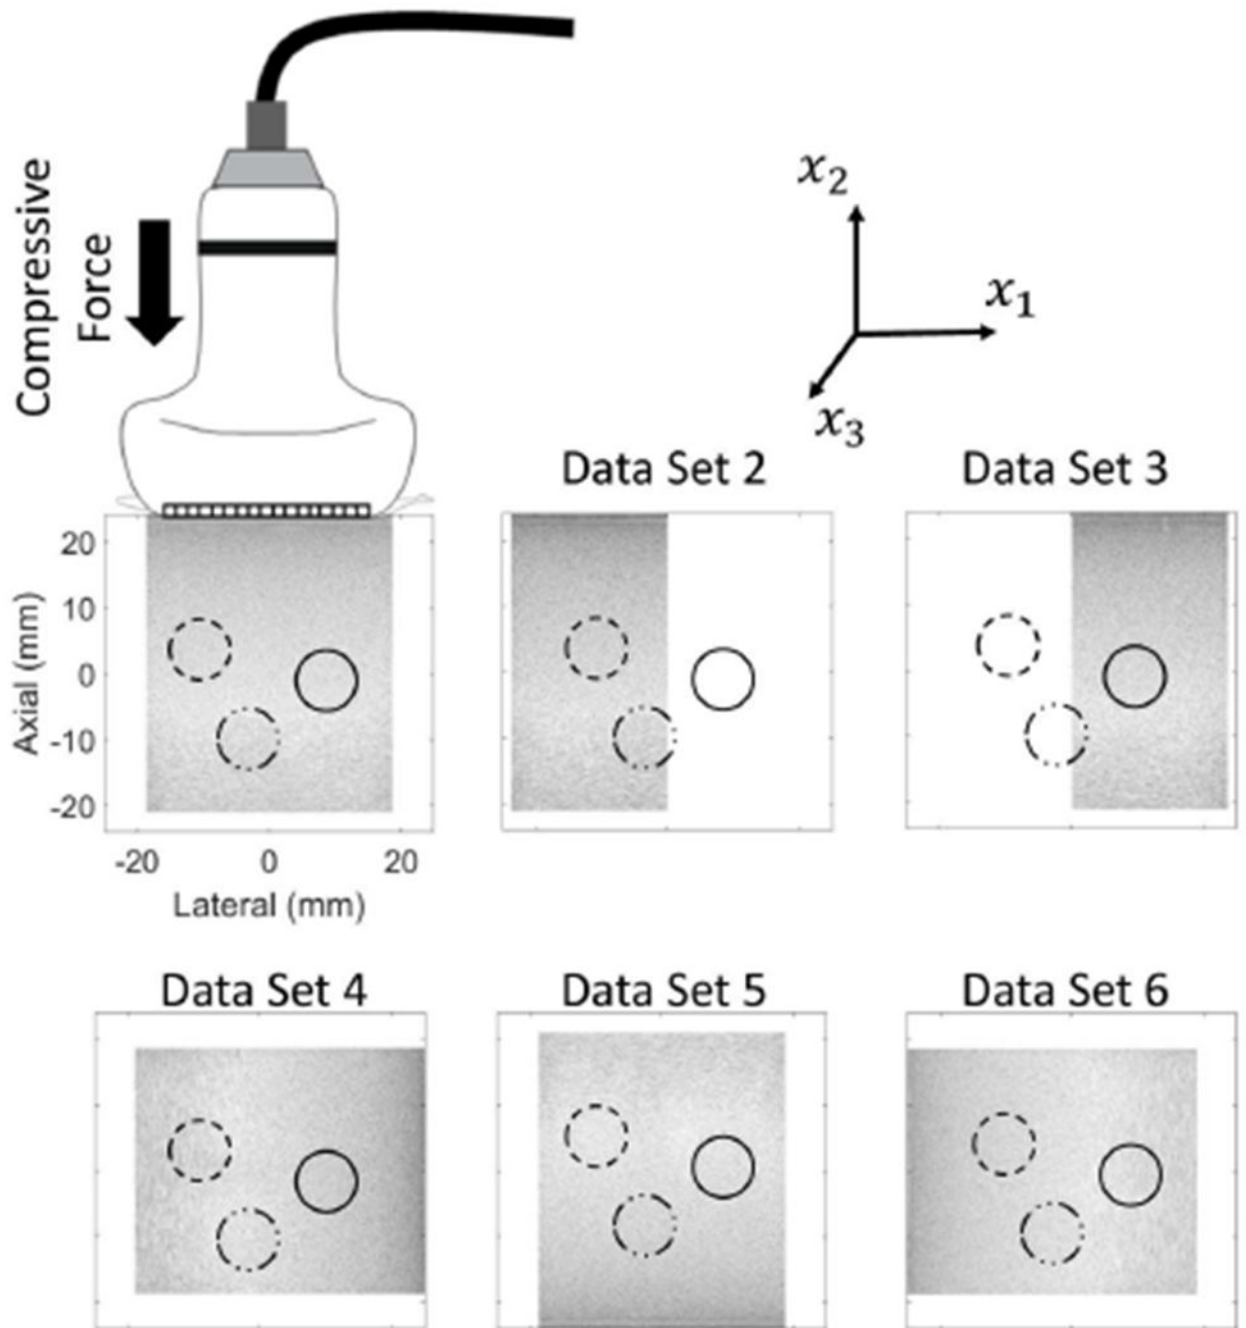 Compressive
Force
x₂
x₁
x₃
Data Set 2
Data Set 3
20
10
0
-10
-20
Axial (mm)
-20
0
20
Lateral (mm)
Data Set 4
Data Set 5
Data Set 6